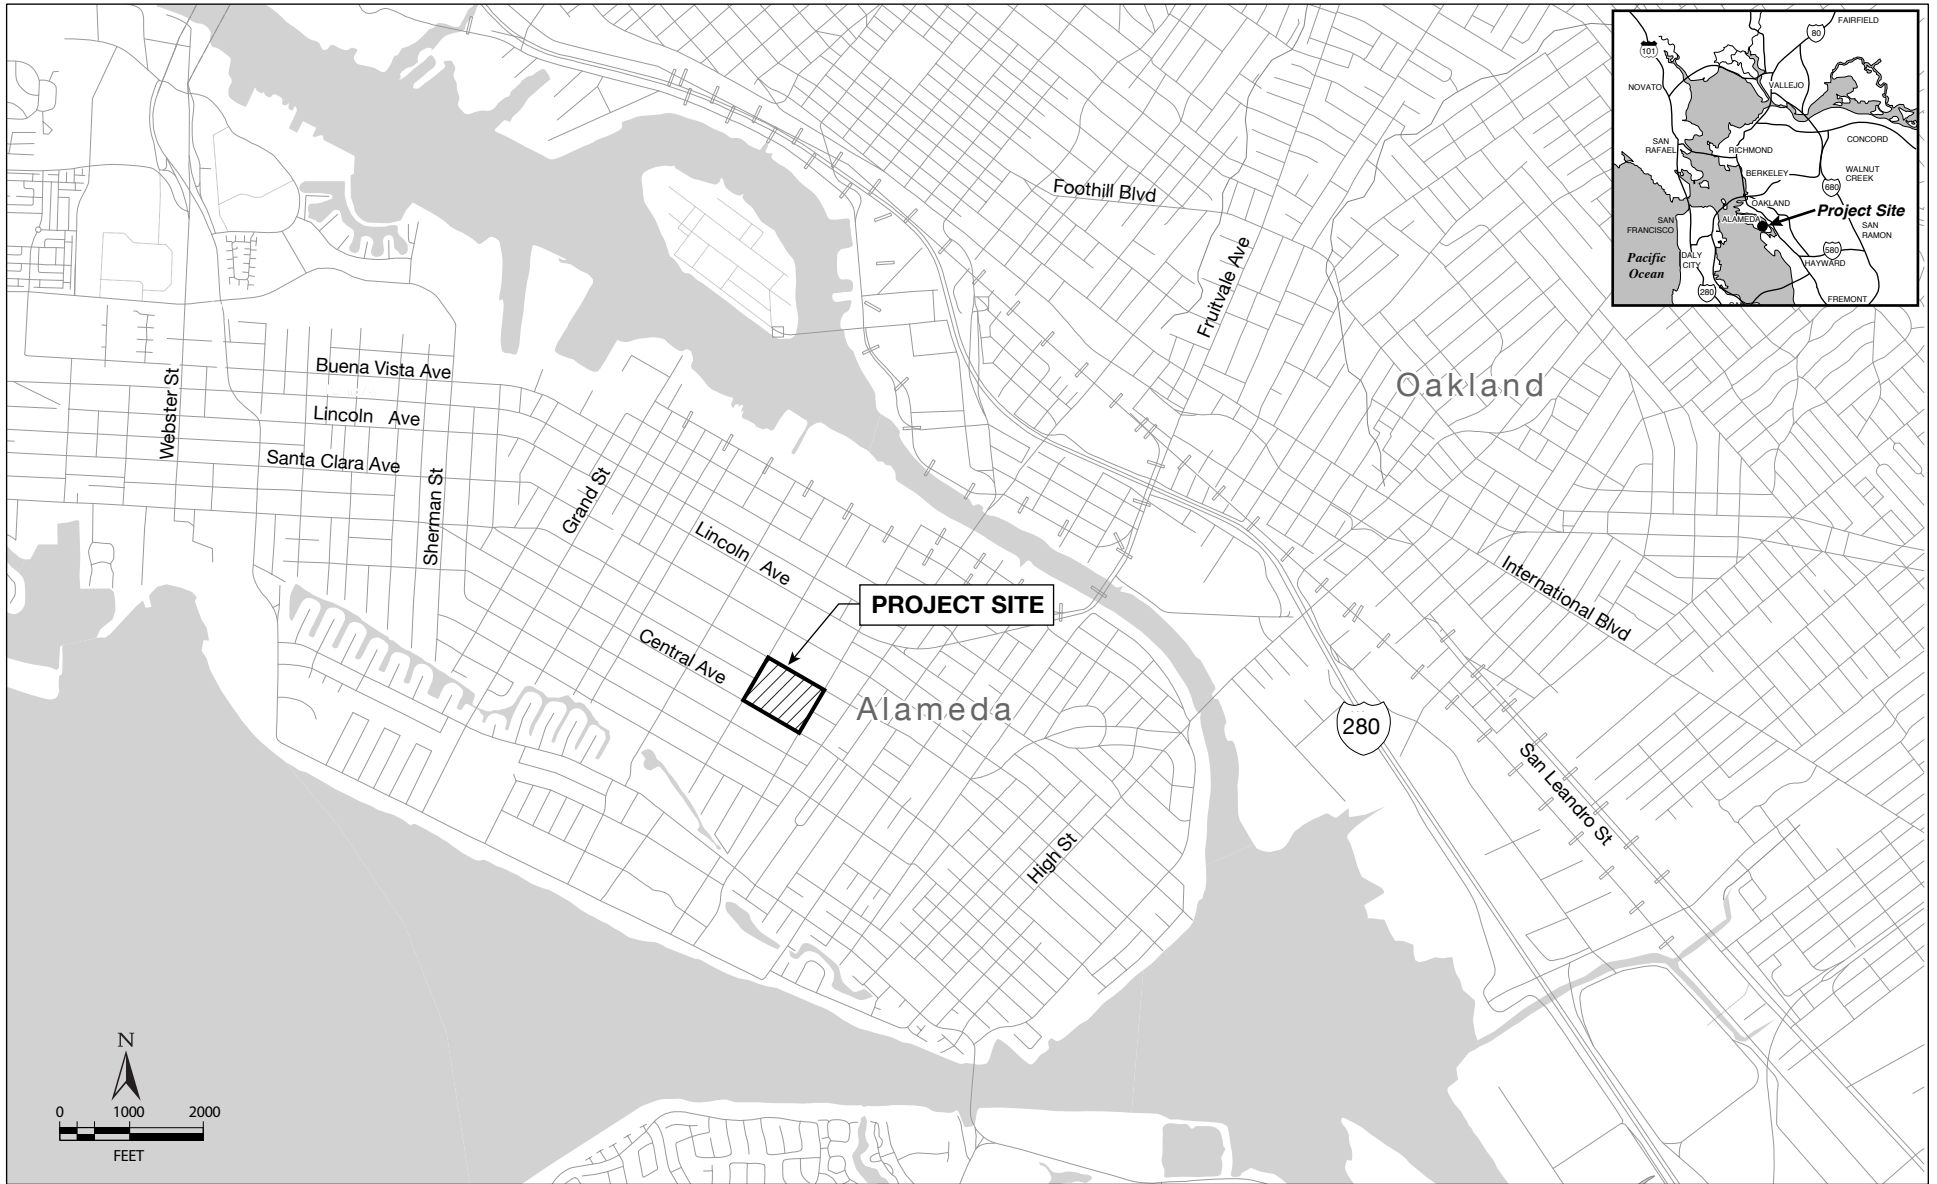 FAIRFIELD
80
101
NOVATO
VALLEJO
CONCORD
SAN
RAFAEL
RICHMOND
BERKELEY
WALNUT
CREEK
680
OAKLAND
ALAMEDA
Project Site
SAN
FRANCISCO
SAN
RAMON
Pacific
Ocean
DALY
CITY
580
HAYWARD
280
FREMONT
Foothill Blvd
Fruitvale Ave
Oakland
Buena Vista Ave
Webster St
Lincoln Ave
Santa Clara Ave
Sherman St
Grand St
Lincoln Ave
International Blvd
PROJECT SITE
Central Ave
Alameda
280
San Leandro St
High St
N
0 1000 2000
FEET